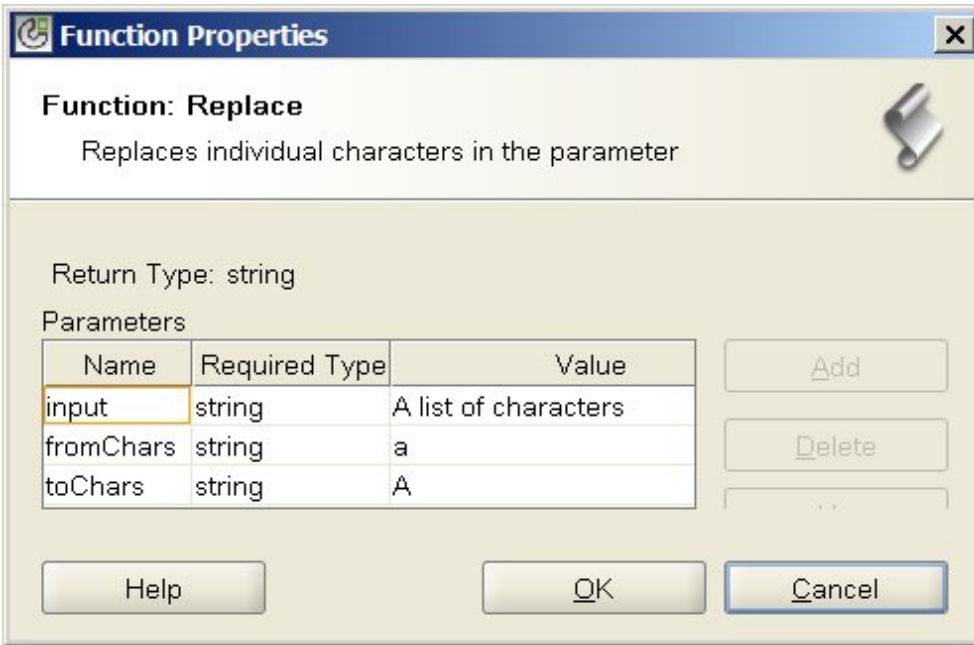 Function Properties
Function: Replace
Replaces individual characters in the parameter
Return Type: string
Parameters
Name Required Type Value
input string A list of characters
fromChars string a
toChars string A
Add
Delete
Help OK Cancel